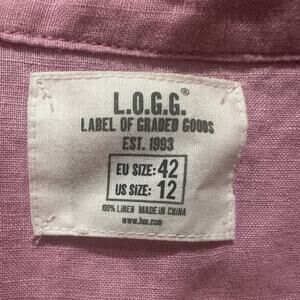 L.O.G.G.®
LABEL OF GRADED GOODS
EST. 1993
EU SIZE: 42
US SIZE: 12
100% LINEN MADE IN CHINA
www.hm.com